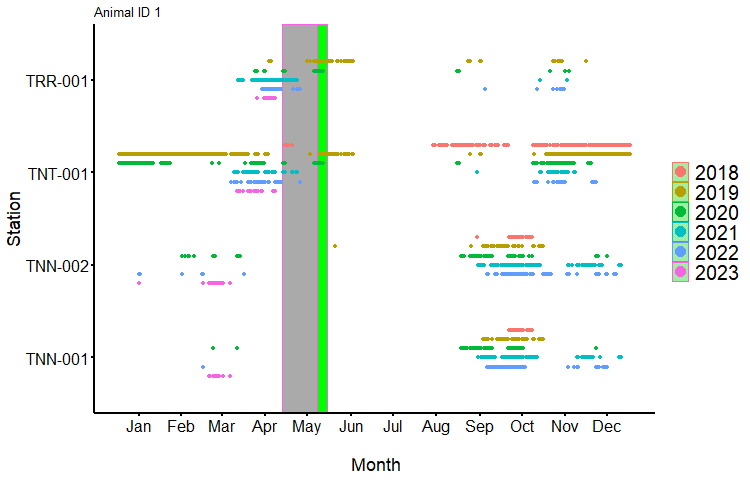 Animal ID 1
Station
TRR-001
TNT-001
TNN-002
TNN-001
Jan Feb Mar Apr May Jun Jul Aug Sep Oct Nov Dec
Month
2018
2019
2020
2021
2022
2023